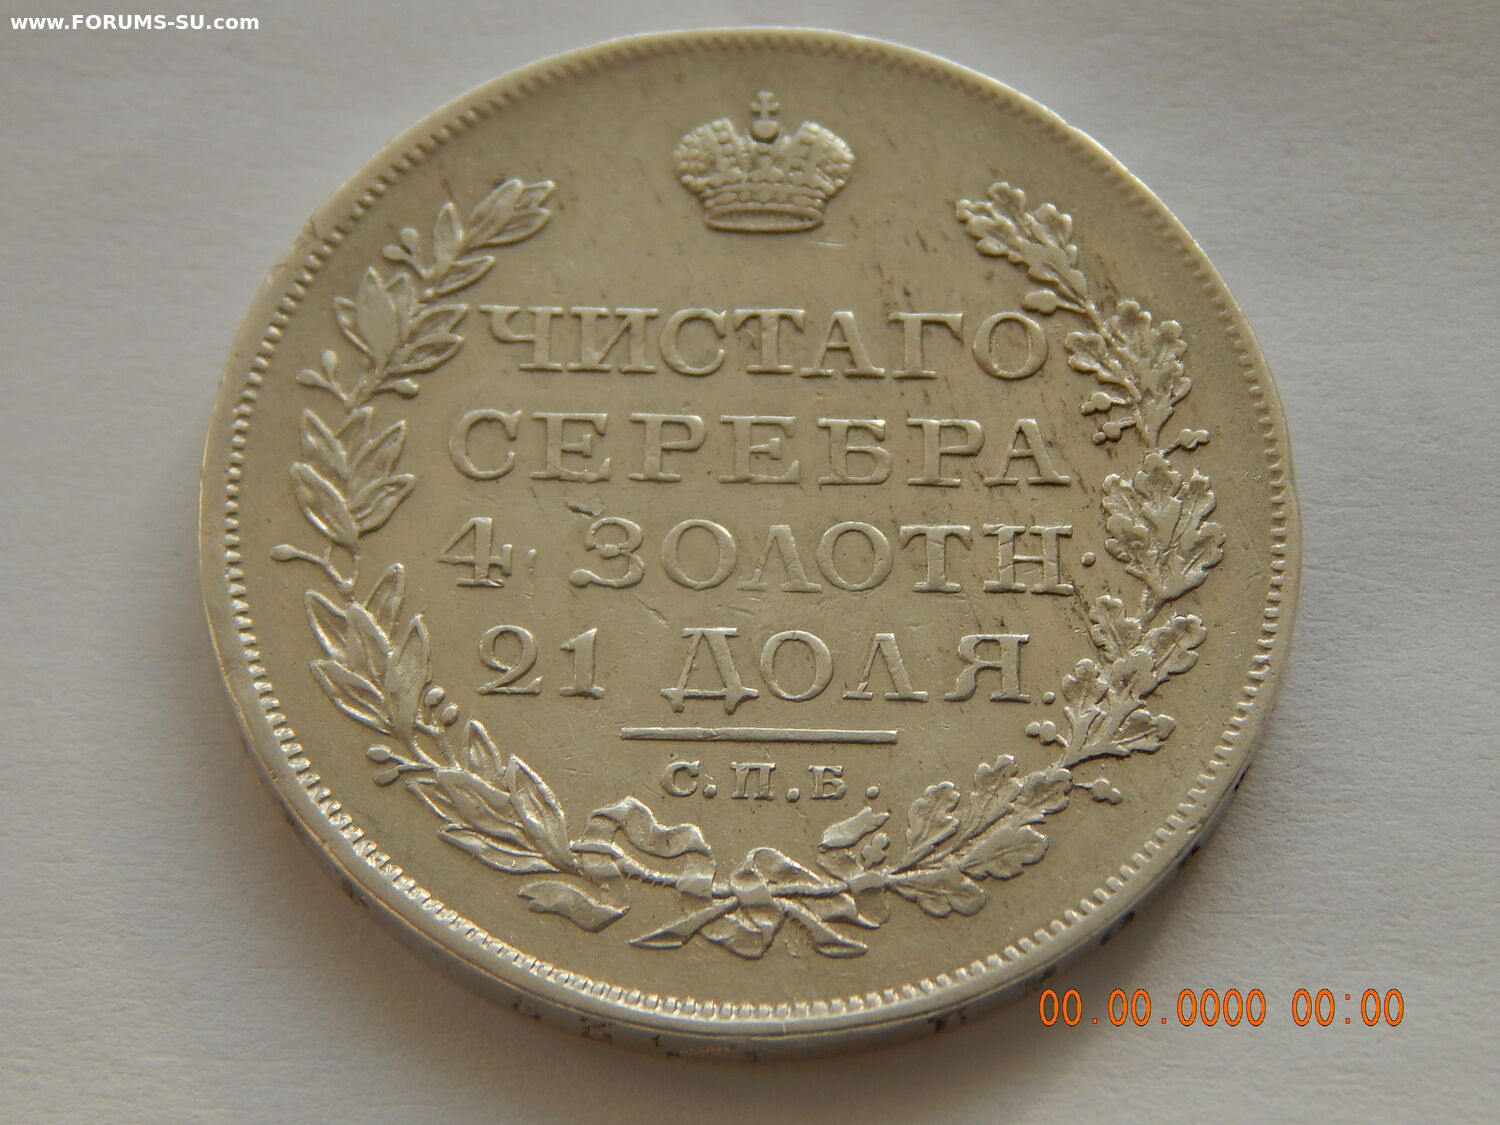 www.FORUMS-SU.com
ЧИСТАГО
СЕРЕБРА
4 ЗОЛОТН.
21 ДОЛЯ.
С.П.Б.
00.00.0000 00:00